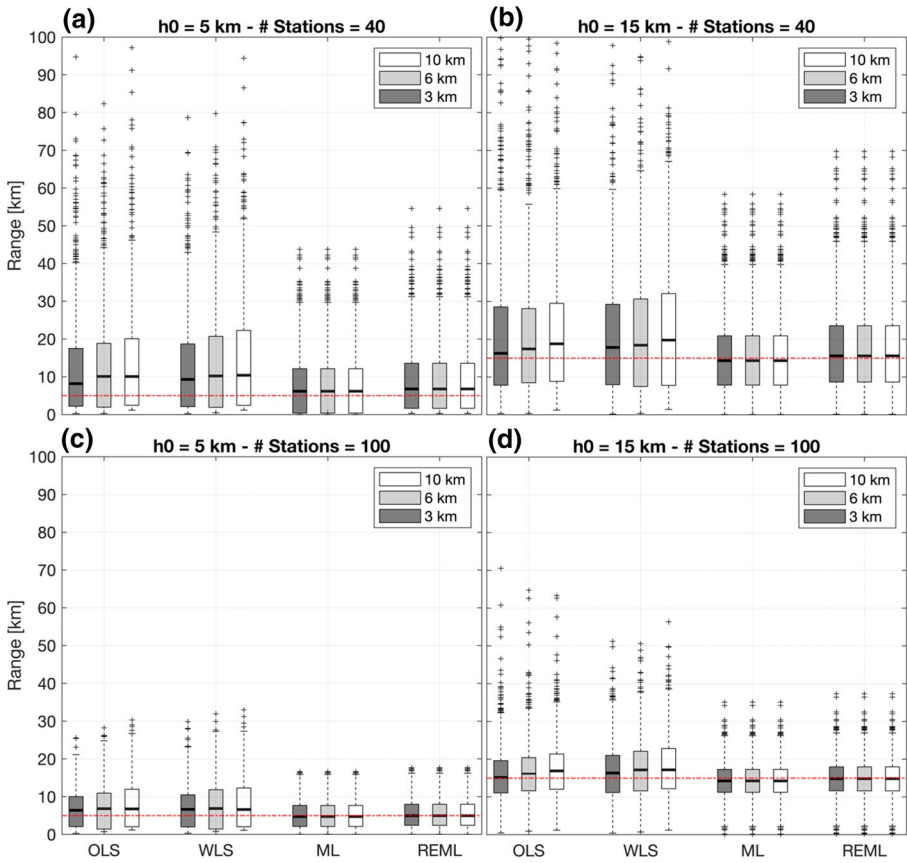 (a)
h0 = 5 km - # Stations = 40
(b)
h0 = 15 km - # Stations = 40
100
90
80
70
60
50
40
30
20
10
0
Range [km]
10 km
6 km
3 km
10 km
6 km
3 km
(c)
h0 = 5 km - # Stations = 100
(d)
h0 = 15 km - # Stations = 100
100
90
80
70
60
50
40
30
20
10
0
Range [km]
10 km
6 km
3 km
10 km
6 km
3 km
OLS WLS ML REML OLS WLS ML REML